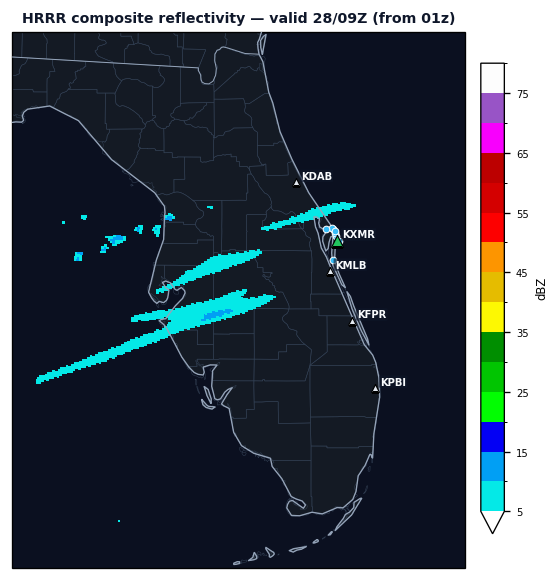 HRRR composite reflectivity — valid 28/09Z (from 01z)
KDAB
KXMR
KMLB
KFPR
KPBI
75
65
55
45
35
25
15
5
dBZ